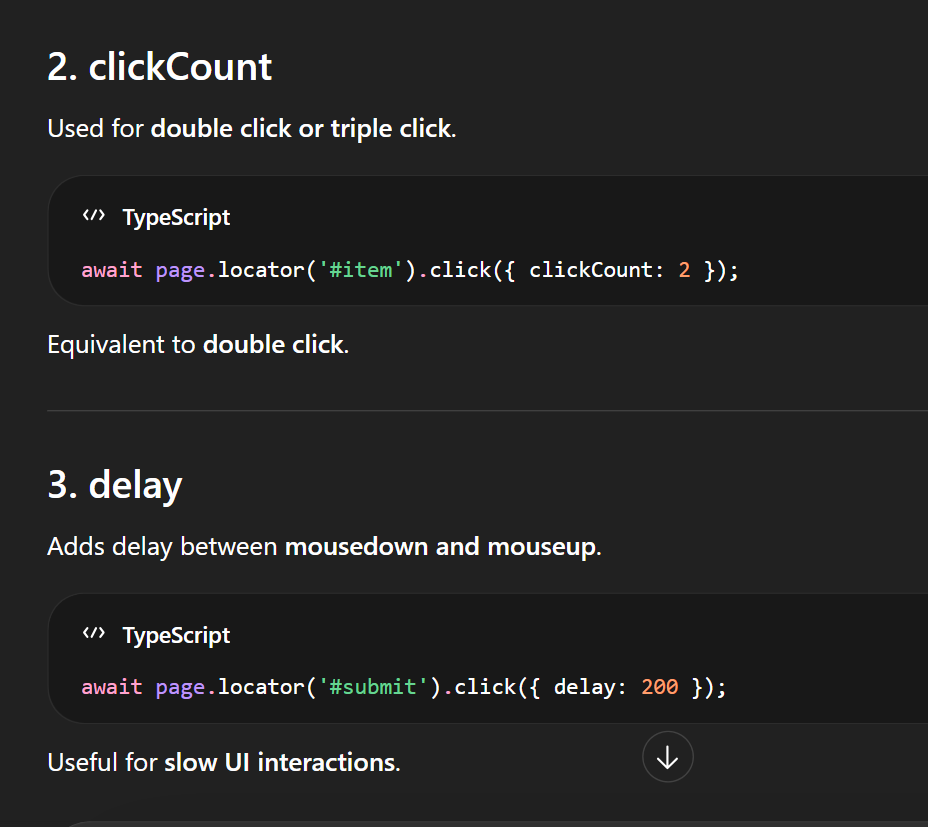 2. clickCount
Used for double click or triple click.
TypeScript
await page.locator('#item').click({ clickCount: 2 });
Equivalent to double click.
3. delay
Adds delay between mousedown and mouseup.
TypeScript
await page.locator('#submit').click({ delay: 200 });
Useful for slow UI interactions.